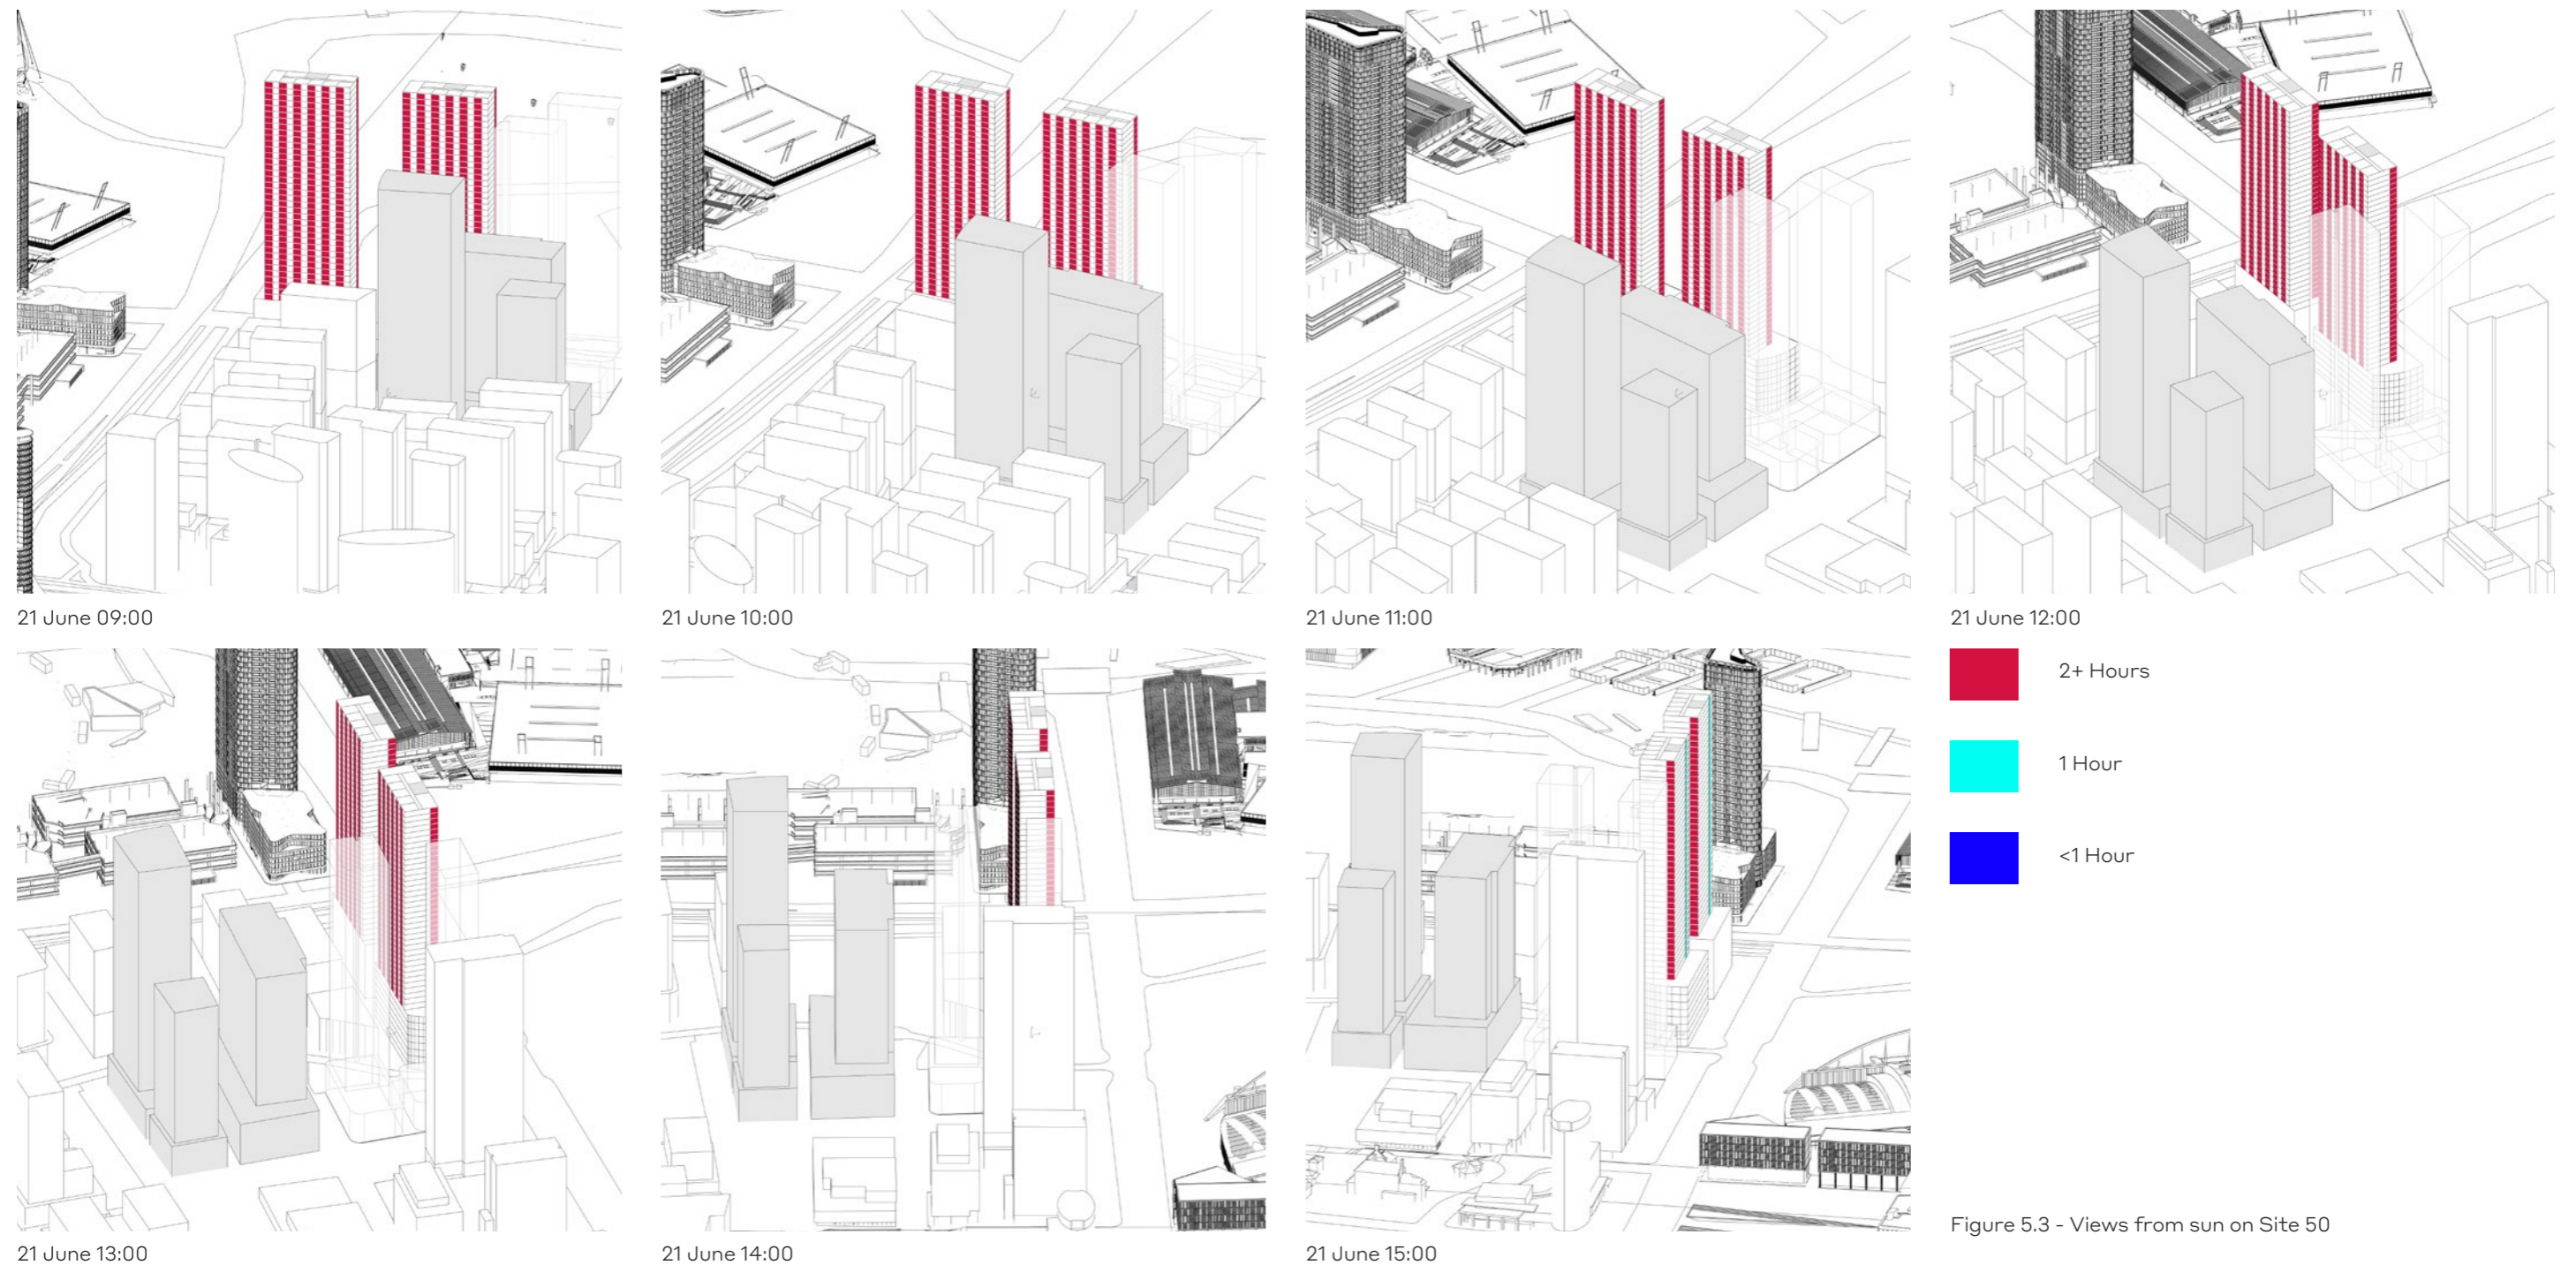 21 June 09:00
21 June 10:00
21 June 11:00
21 June 12:00
2+ Hours
1 Hour
<1 Hour
21 June 13:00
21 June 14:00
21 June 15:00
Figure 5.3 - Views from sun on Site 50